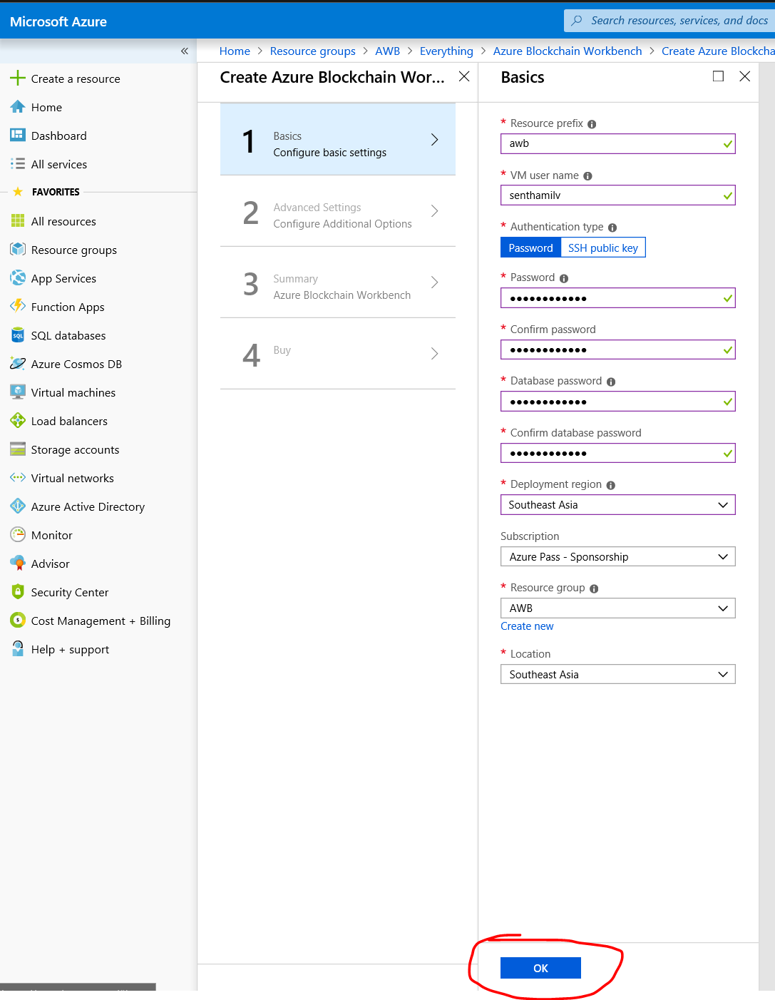 Microsoft Azure
Search resources, services, and docs
«
Home > Resource groups > AWB > Everything > Azure Blockchain Workbench > Create Azure Blockcha
Create a resource
Home
Dashboard
All services
FAVORITES
All resources
Resource groups
App Services
Function Apps
SQL databases
Azure Cosmos DB
Virtual machines
Load balancers
Storage accounts
Virtual networks
Azure Active Directory
Monitor
Advisor
Security Center
Cost Management + Billing
Help + support
Create Azure Blockchain Wor...
1
Basics
Configure basic settings
2
Advanced Settings
Configure Additional Options
3
Summary
Azure Blockchain Workbench
4
Buy
Basics
* Resource prefix
awb
* VM user name
senthamilv
* Authentication type
Password SSH public key
* Password
••••••••••••
* Confirm password
••••••••••••
* Database password
••••••••••••
* Confirm database password
••••••••••••
* Deployment region
Southeast Asia
Subscription
Azure Pass - Sponsorship
* Resource group
AWB
Create new
* Location
Southeast Asia
OK